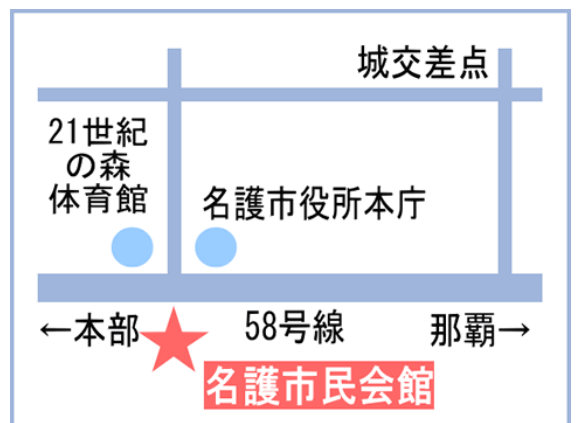 城交差点
21世紀
の森
体育館
名護市役所本庁
←本部
58号線
那覇→
名護市民会館